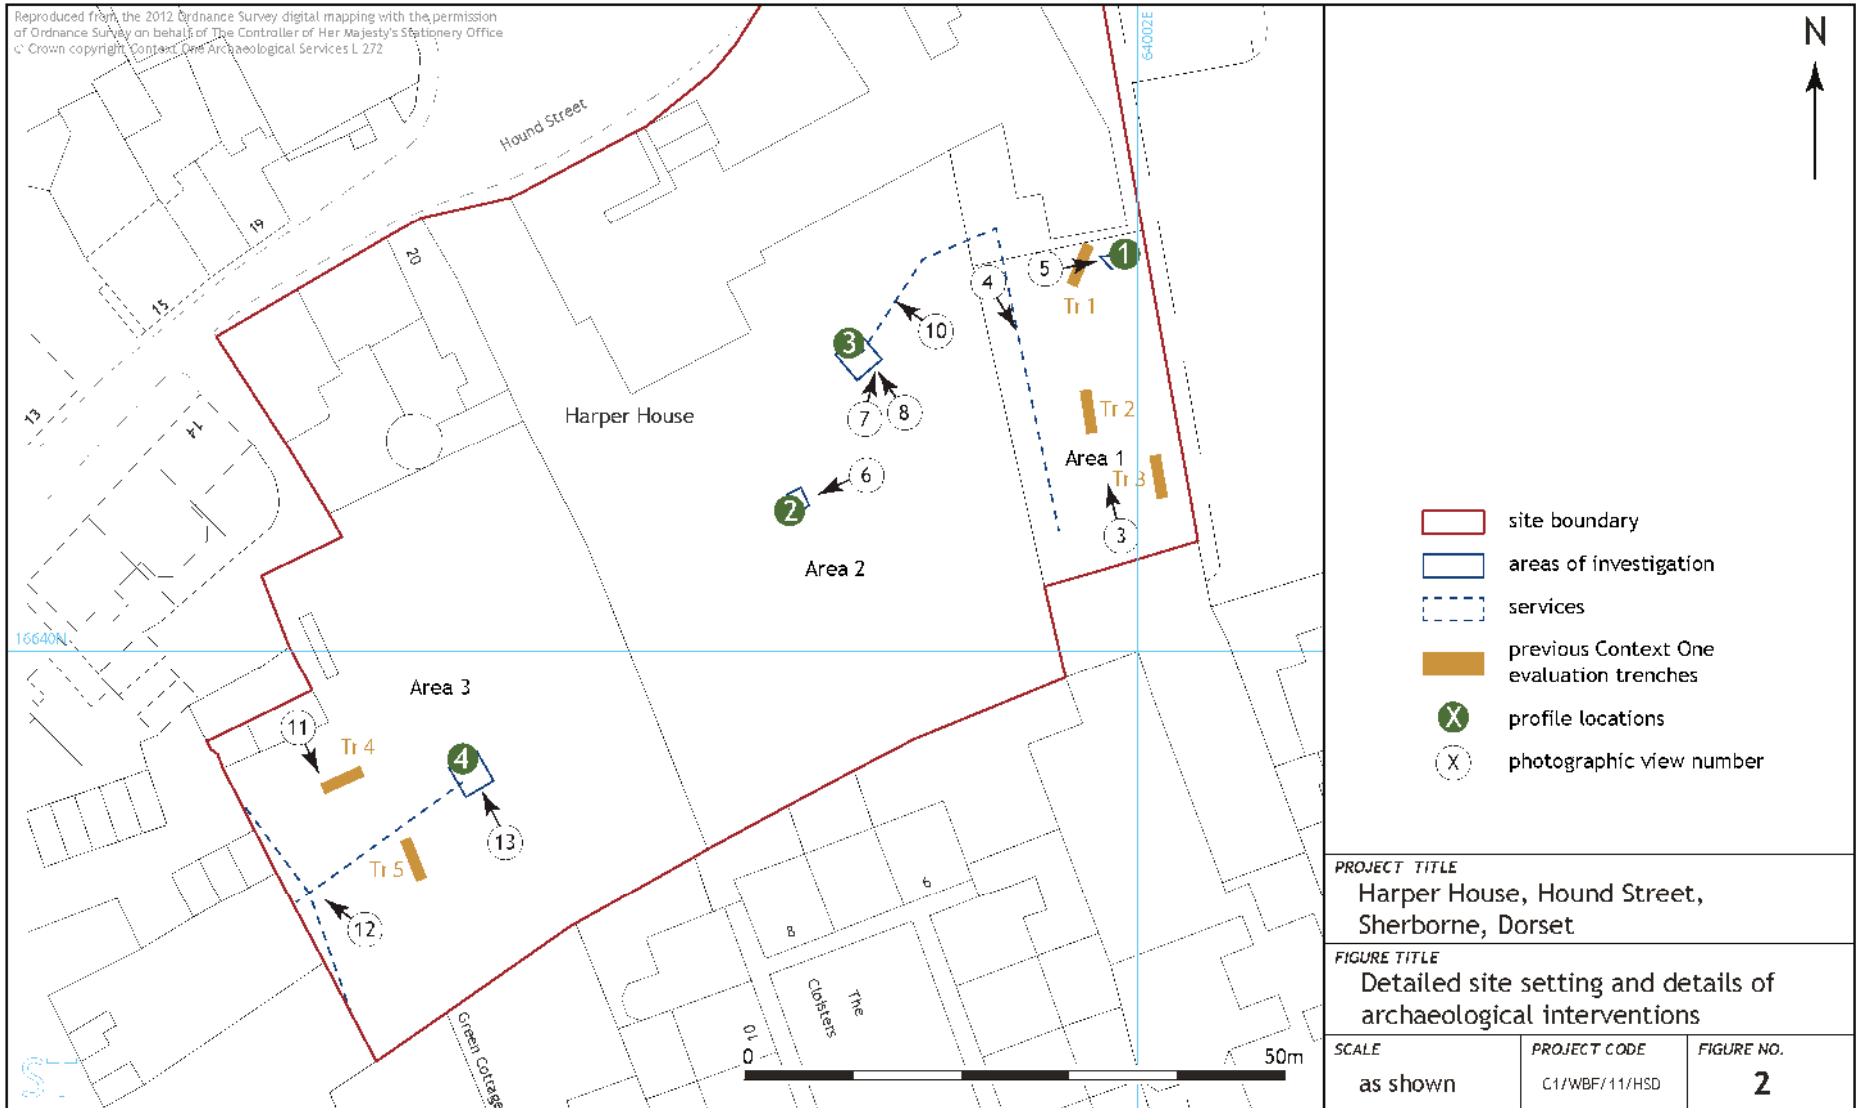 Reproduced from the 2012 Ordnance Survey digital mapping with the permission
of Ordnance Survey on behalf of The Controller of Her Majesty's Stationery Office
© Crown copyright Context One Archaeological Services L 272
64002E
N
Hound Street
19
20
15
13
14
1
5
4
Tr 1
10
3
7
8
Harper House
Tr 2
Area 1
Tr 3
6
2
3
Area 2
16640N
Area 3
11
Tr 4
4
13
Tr 5
12
6
8
The
Cloisters
10
Green Cottage
ST
0
50m
site boundary
areas of investigation
services
previous Context One
evaluation trenches
X
profile locations
X
photographic view number
PROJECT TITLE
Harper House, Hound Street,
Sherborne, Dorset
FIGURE TITLE
Detailed site setting and details of
archaeological interventions
SCALE
as shown
PROJECT CODE
C1/WBF/11/HSD
FIGURE NO.
2